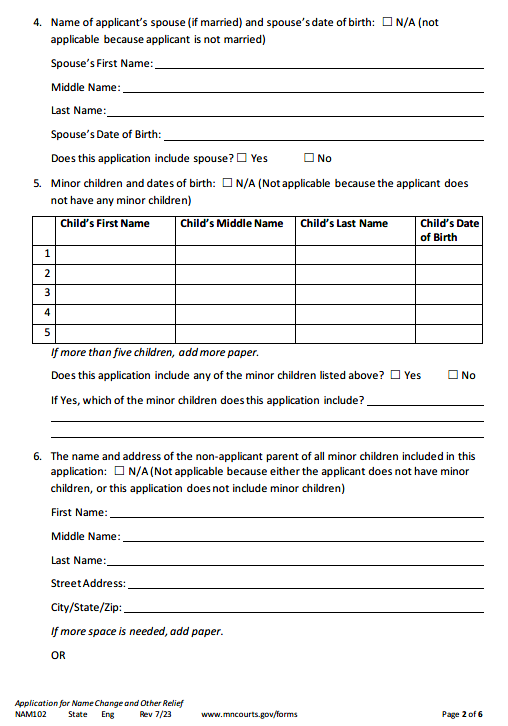 4. Name of applicant's spouse (if married) and spouse's date of birth: ☐ N/A (not
applicable because applicant is not married)
Spouse's First Name:
Middle Name:
Last Name:
Spouse's Date of Birth:
Does this application include spouse? ☐ Yes ☐ No
5. Minor children and dates of birth: ☐ N/A (Not applicable because the applicant does
not have any minor children)
Child's First Name Child's Middle Name Child's Last Name Child's Date
of Birth
1
2
3
4
5
If more than five children, add more paper.
Does this application include any of the minor children listed above? ☐ Yes ☐ No
If Yes, which of the minor children does this application include?
6. The name and address of the non-applicant parent of all minor children included in this
application: ☐ N/A (Not applicable because either the applicant does not have minor
children, or this application does not include minor children)
First Name:
Middle Name:
Last Name:
Street Address:
City/State/Zip:
If more space is needed, add paper.
OR
Application for Name Change and Other Relief
NAM102 State Eng Rev 7/23 www.mncourts.gov/forms Page 2 of 6